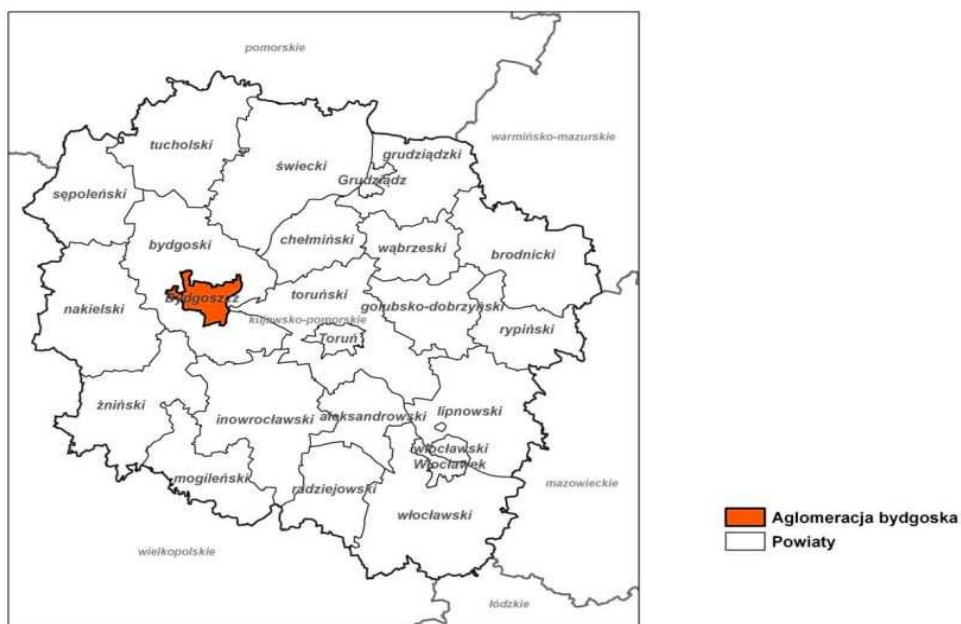 pomorskie
warmińsko-mazurskie
tucholski
grudziądzki
świecki
Grudziądz
sępoleński
bydgoski
chełmiński
wąbrzeski
brodnicki
Bydgoszcz
toruński
nakielski
golubsko-dobrzyński
kujawsko-pomorskie
rypiński
Toruń
żniński
inowrocławski
aleksandrowski
lipnowski
włocławski
Włocławek
mogileński
radziejowski
mazowieckie
włocławski
Aglomeracja bydgoska
Powiaty
wielkopolskie
łódzkie